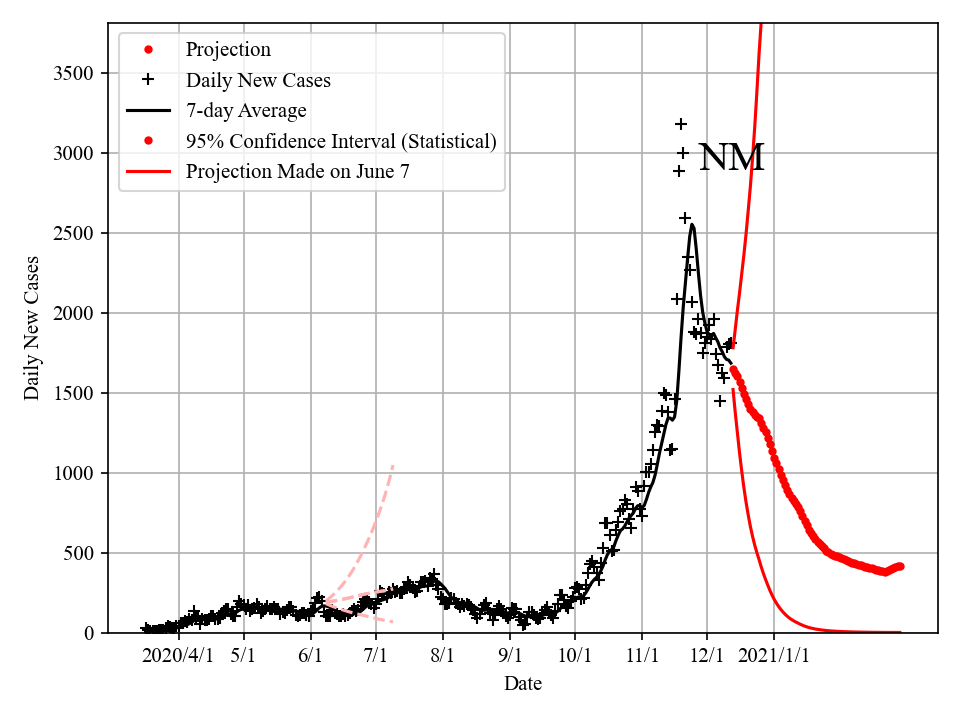 Projection
Daily New Cases
7-day Average
95% Confidence Interval (Statistical)
Projection Made on June 7
NM
3500
3000
2500
2000
1500
1000
500
0
Daily New Cases
2020/4/1 5/1 6/1 7/1 8/1 9/1 10/1 11/1 12/1 2021/1/1
Date